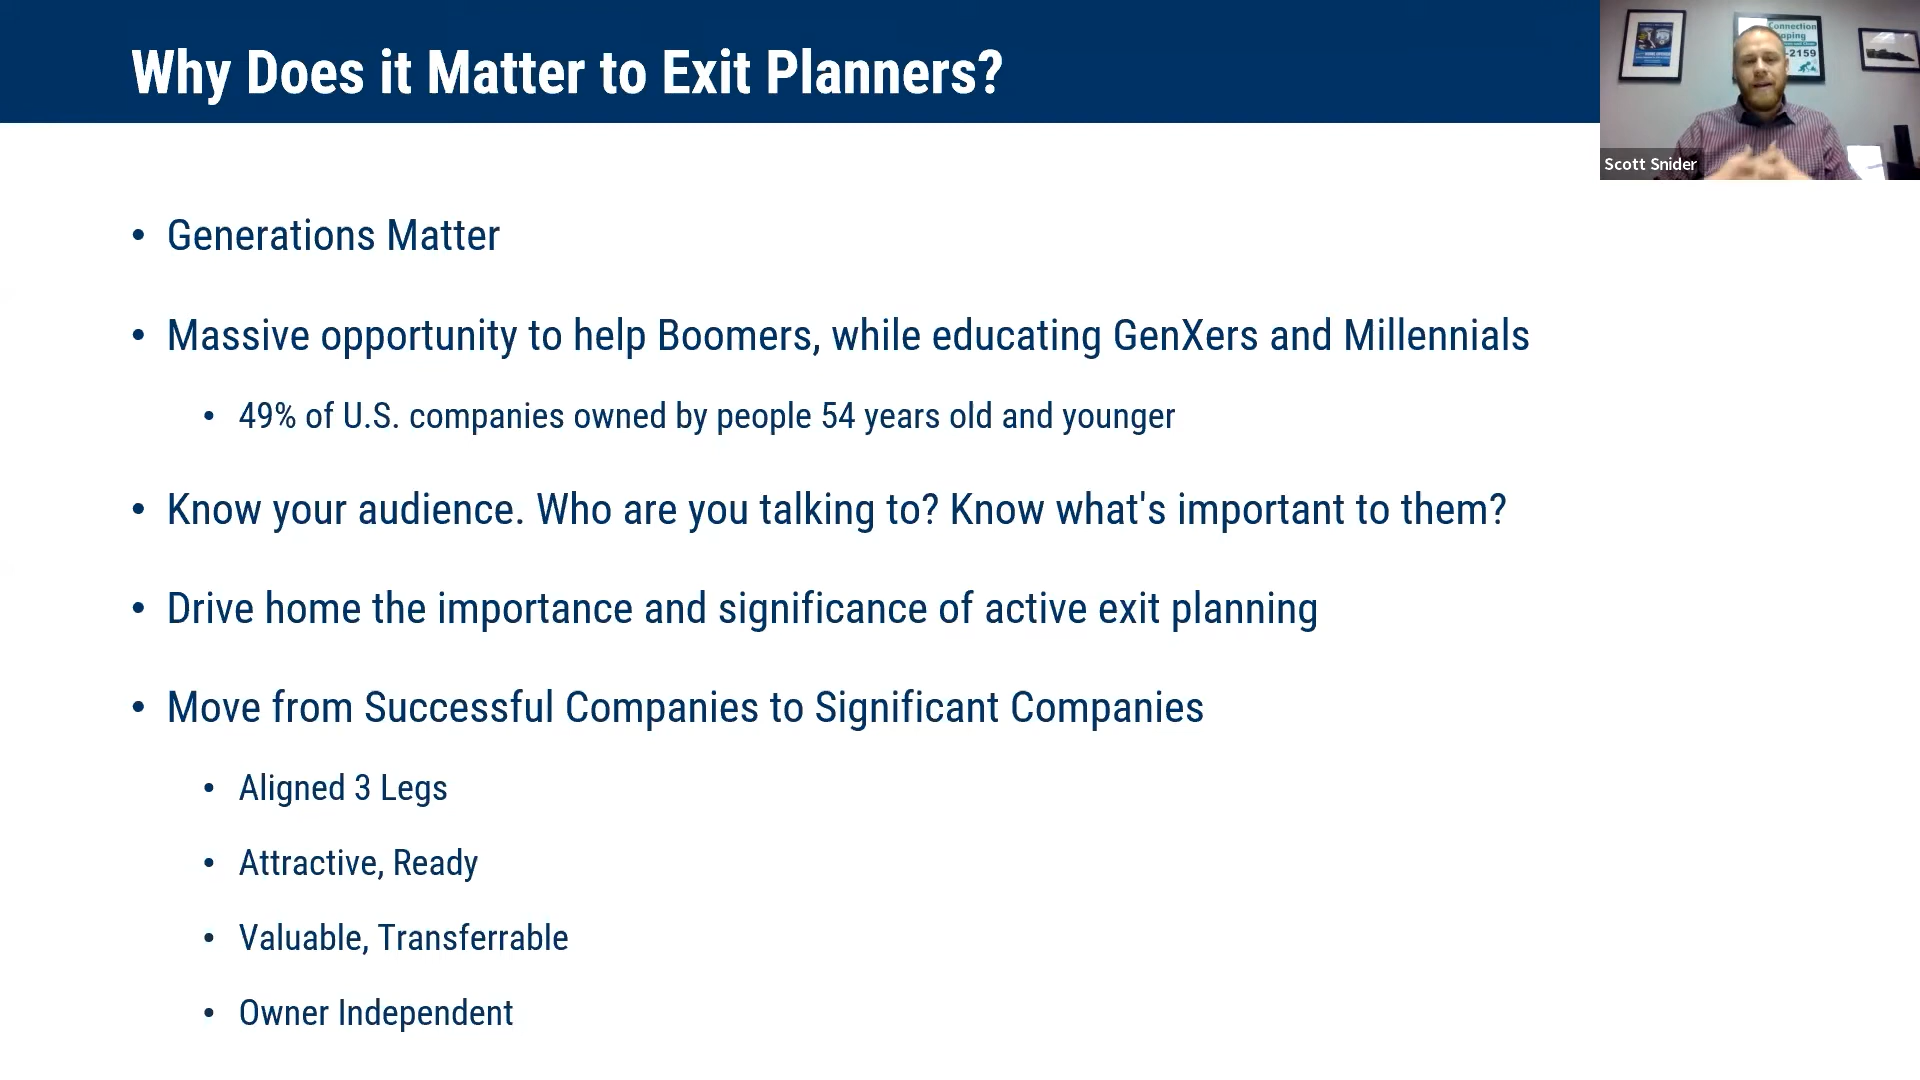 Why Does it Matter to Exit Planners?
Connection
aping
-2159
Scott Snider
• Generations Matter
• Massive opportunity to help Boomers, while educating GenXers and Millennials
• 49% of U.S. companies owned by people 54 years old and younger
• Know your audience. Who are you talking to? Know what's important to them?
• Drive home the importance and significance of active exit planning
• Move from Successful Companies to Significant Companies
• Aligned 3 Legs
• Attractive, Ready
• Valuable, Transferrable
• Owner Independent